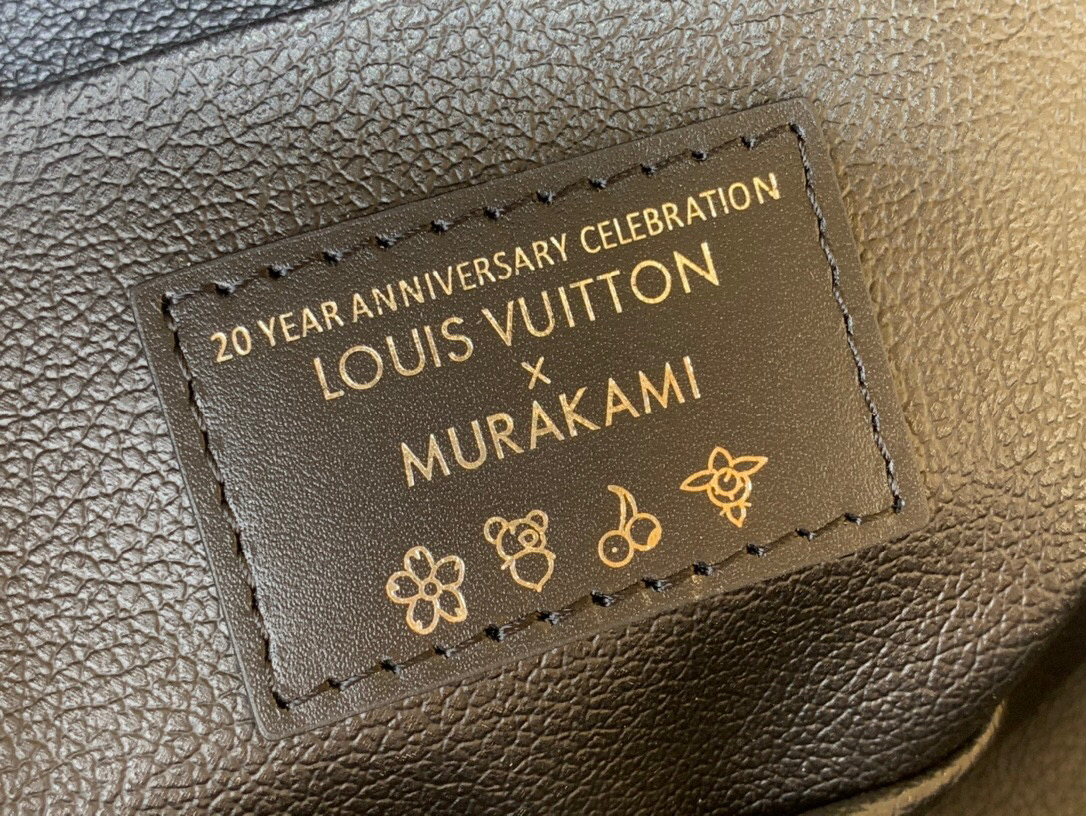 20 YEAR ANNIVERSARY CELEBRATION
LOUIS VUITTON
x
MURAKAMI